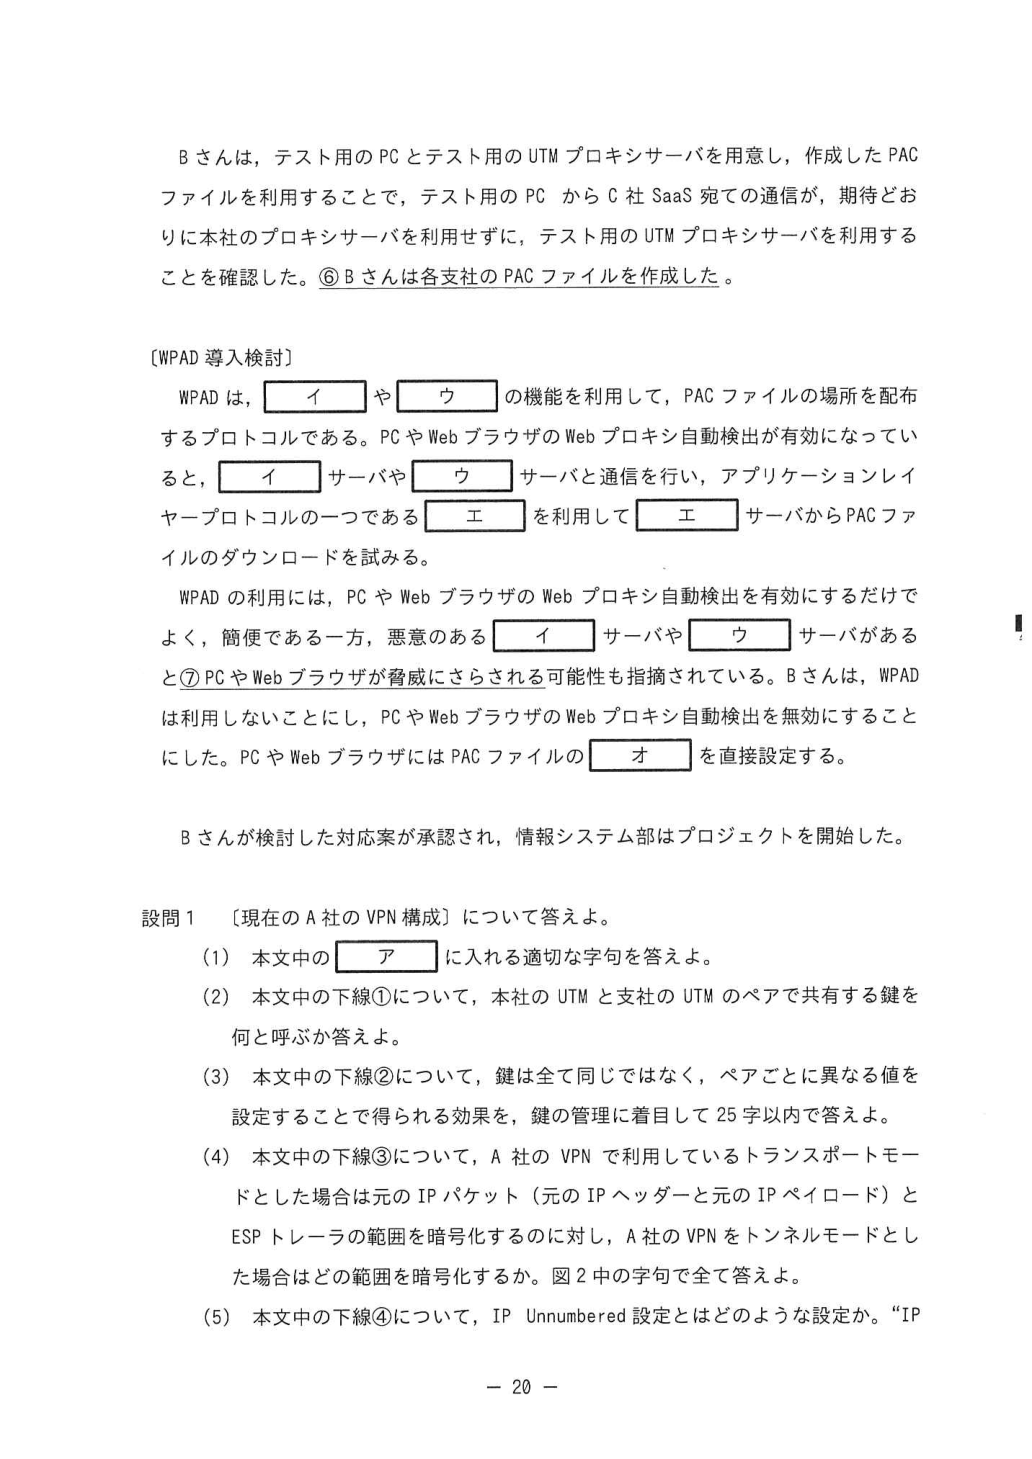 Bさんは，テスト用のPCとテスト用のUTMプロキシサーバを用意し，作成したPAC
ファイルを利用することで，テスト用のPC からC社SaaS宛ての通信が，期待どお
りに本社のプロキシサーバを利用せずに，テスト用のUTMプロキシサーバを利用する
ことを確認した。⑥Bさんは各支社のPACファイルを作成した。
〔WPAD導入検討〕
WPADは， イ や ウ の機能を利用して，PACファイルの場所を配布
するプロトコルである。PCやWebブラウザのWebプロキシ自動検出が有効になってい
ると， イ サーバや ウ サーバと通信を行い，アプリケーションレイ
ヤープロトコルの一つである エ を利用して エ サーバからPACファ
イルのダウンロードを試みる。
WPADの利用には，PCやWebブラウザのWebプロキシ自動検出を有効にするだけで
よく，簡便である一方，悪意のある イ サーバや ウ サーバがある
と⑦PCやWebブラウザが脅威にさらされる可能性も指摘されている。Bさんは，WPAD
は利用しないことにし，PCやWebブラウザのWebプロキシ自動検出を無効にすること
にした。PCやWebブラウザにはPACファイルの オ を直接設定する。
Bさんが検討した対応案が承認され，情報システム部はプロジェクトを開始した。
設問1 〔現在のA社のVPN構成〕について答えよ。
(1) 本文中の ア に入れる適切な字句を答えよ。
(2) 本文中の下線①について，本社のUTMと支社のUTMのペアで共有する鍵を
何と呼ぶか答えよ。
(3) 本文中の下線②について，鍵は全て同じではなく，ペアごとに異なる値を
設定することで得られる効果を，鍵の管理に着目して25字以内で答えよ。
(4) 本文中の下線③について，A社のVPNで利用しているトランスポートモー
ドとした場合は元のIPパケット（元のIPヘッダーと元のIPペイロード）と
ESPトレーラの範囲を暗号化するのに対し，A社のVPNをトンネルモードとし
た場合はどの範囲を暗号化するか。図2中の字句で全て答えよ。
(5) 本文中の下線④について，IP Unnumbered設定とはどのような設定か。“IP
― 20 ―